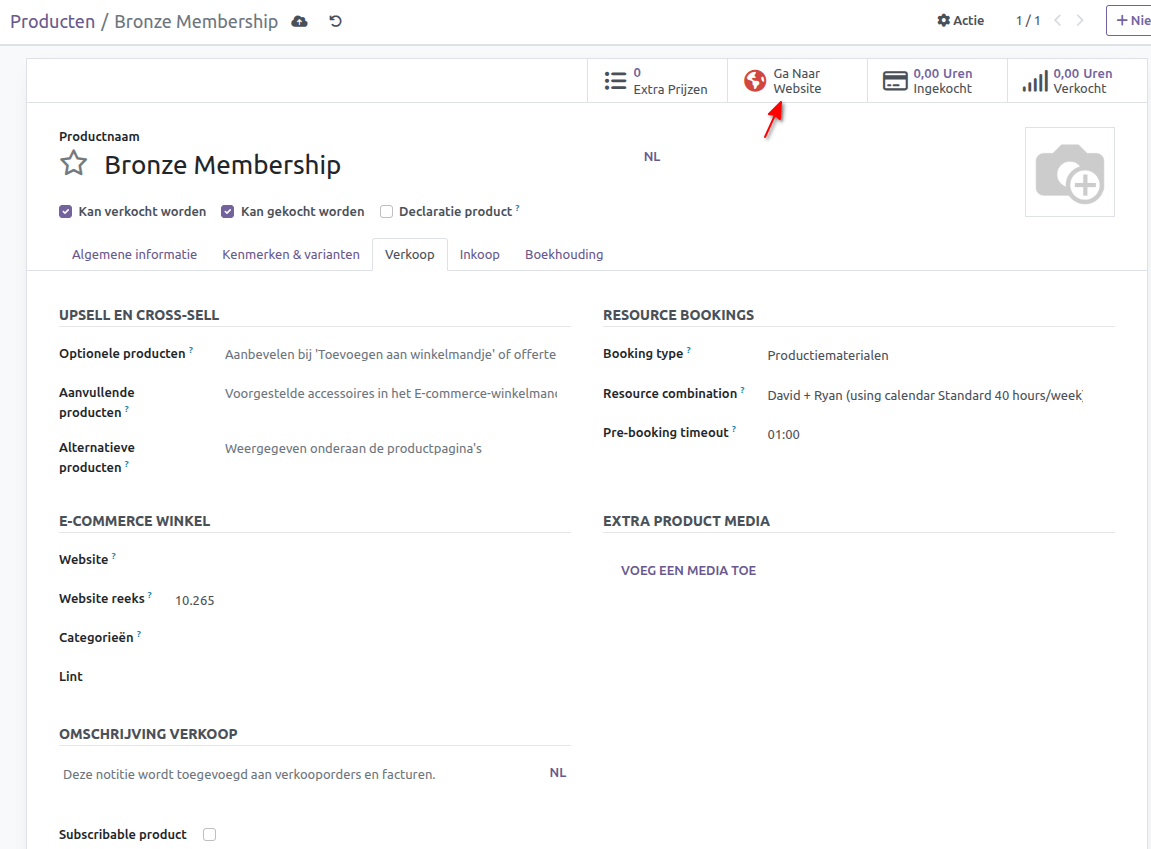 Producten / Bronze Membership
Actie
1 / 1
+ Nie
0
Extra Prijzen
Ga Naar
Website
0,00 Uren
Ingekocht
0,00 Uren
Verkocht
Productnaam
Bronze Membership
NL
Kan verkocht worden
Kan gekocht worden
Declaratie product ?
Algemene informatie
Kenmerken & varianten
Verkoop
Inkoop
Boekhouding
UPSELL EN CROSS-SELL
Optionele producten ?
Aanbevelen bij 'Toevoegen aan winkelmandje' of offerte
Aanvullende
producten ?
Voorgestelde accessoires in het E-commerce-winkelmand
Alternatieve
producten ?
Weergegeven onderaan de productpagina's
RESOURCE BOOKINGS
Booking type ?
Productiematerialen
Resource combination ?
David + Ryan (using calendar Standard 40 hours/week)
Pre-booking timeout ?
01:00
E-COMMERCE WINKEL
Website ?
Website reeks ?
10.265
Categorieën ?
Lint
EXTRA PRODUCT MEDIA
VOEG EEN MEDIA TOE
OMSCHRIJVING VERKOOP
Deze notitie wordt toegevoegd aan verkooporders en facturen.
NL
Subscribable product